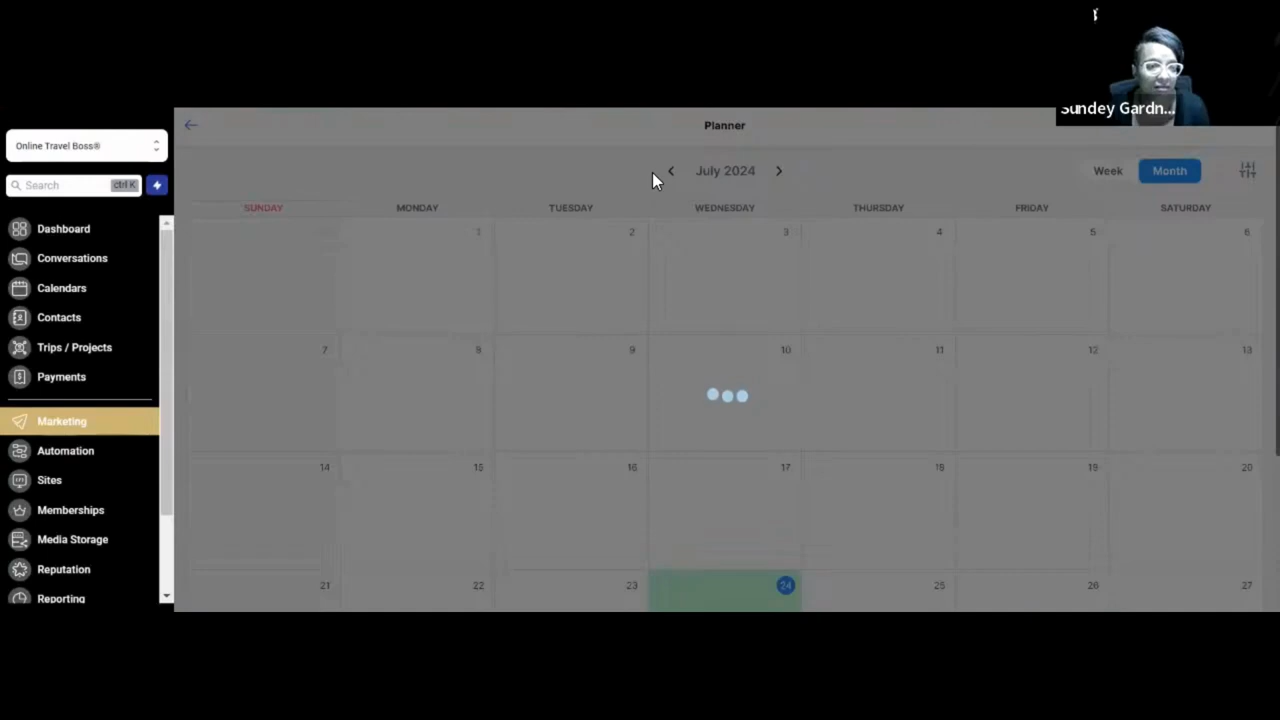 Sundey Gardn...
Online Travel Boss®
Search
ctrl K
Dashboard
Conversations
Calendars
Contacts
Trips / Projects
Payments
Marketing
Automation
Sites
Memberships
Media Storage
Reputation
Reporting
Planner
July 2024
Week
Month
SUNDAY MONDAY TUESDAY WEDNESDAY THURSDAY FRIDAY SATURDAY
1 2 3 4 5 6
7 8 9 10 11 12 13
14 15 16 17 18 19 20
21 22 23 24 25 26 27